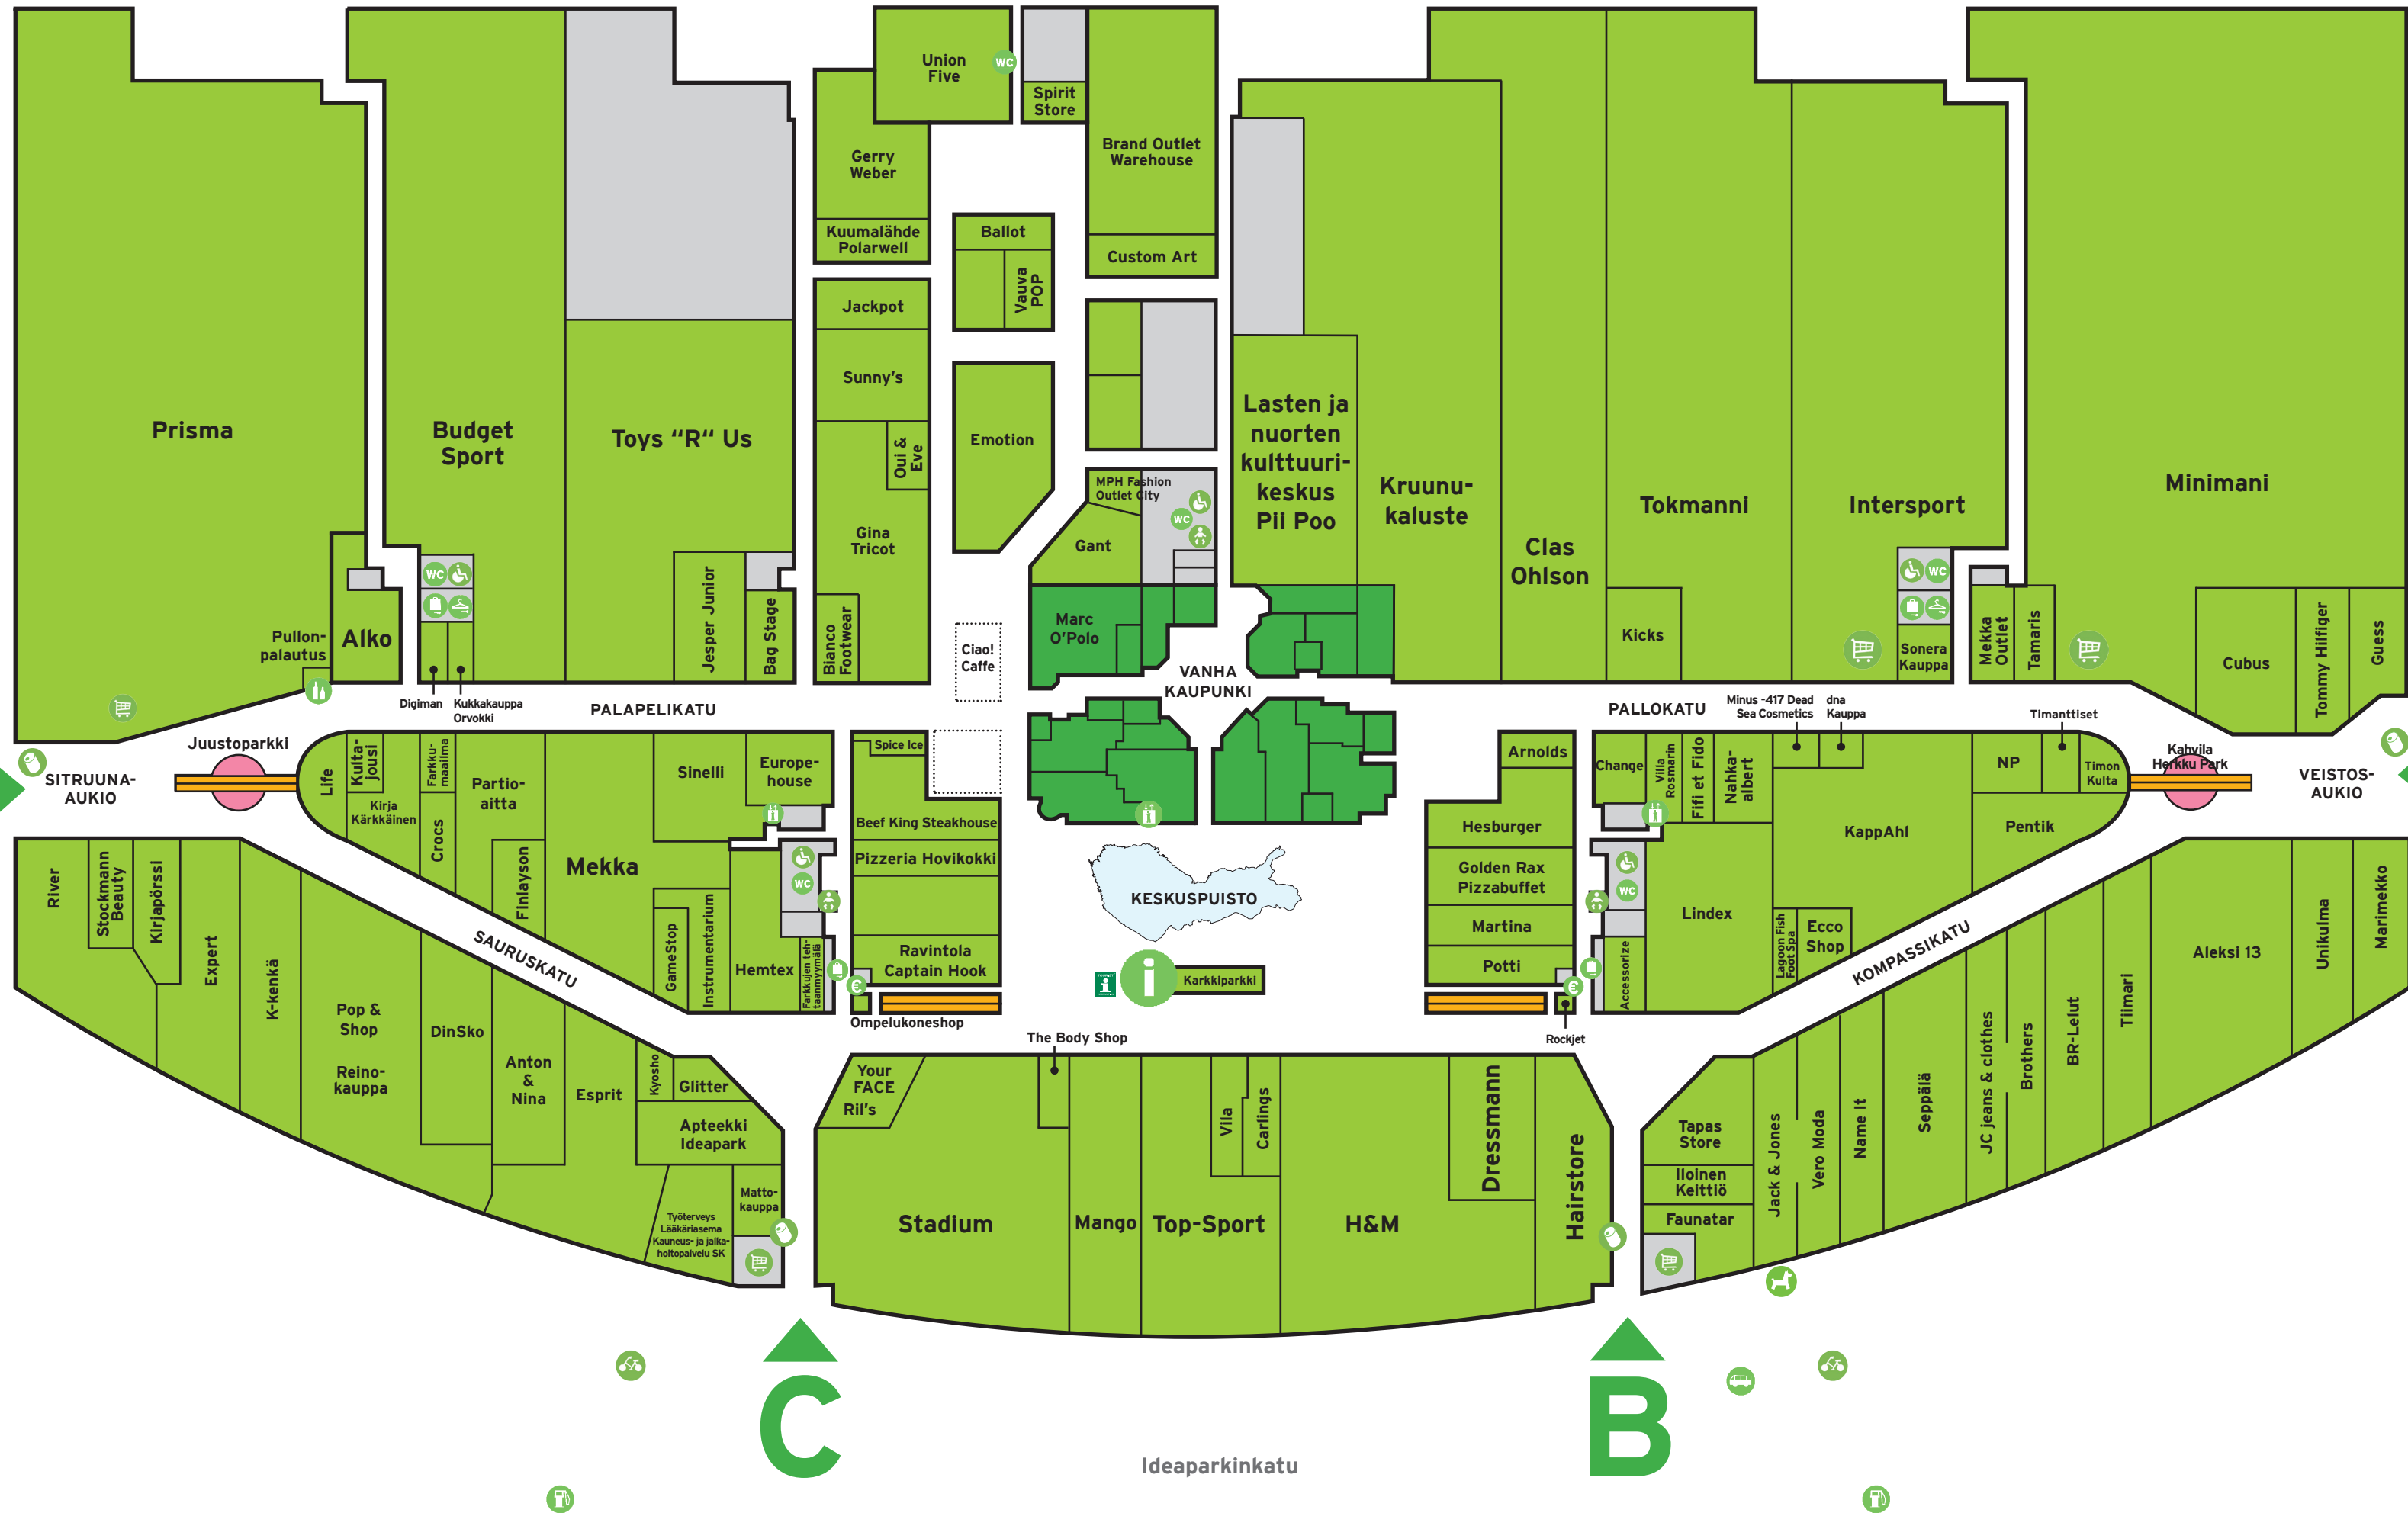 Union
Five
WC
Spirit
Store
Brand Outlet
Warehouse
Gerry
Weber
Kuumalähde
Polarwell
Ballot
Vauva
POP
Custom Art
Jackpot
Sunny's
Oui &
Eve
Emotion
Gina
Tricot
Bianco
Footwear
MPH Fashion
Outlet City
WC
Gant
Marc
O'Polo
Ciao!
Caffe
VANHA
KAUPUNKI
Prisma
Budget
Sport
Toys “R“ Us
Lasten ja
nuorten
kulttuuri-
keskus
Pii Poo
Kruunu-
kaluste
Clas
Ohlson
Tokmanni
Kicks
Intersport
Minimani
WC
WC
Sonera
Kauppa
Mekka
Outlet
Tamaris
Cubus
Tommy Hilfiger
Guess
Pullon-
palautus
Alko
Digiman
Kukkakauppa
Orvokki
Jesper Junior
Bag Stage
PALAPELIKATU
PALLOKATU
Minus -417 Dead
Sea Cosmetics
dna
Kauppa
Timanttiset
Juustoparkki
SITRUUNA-
AUKIO
Life
Kulta-
jousi
Kirja
Kärkkäinen
Farkku-
maailma
Crocs
Partio-
aitta
Finlayson
Mekka
Sinelli
Europe-
house
WC
GameStop
Instrumentarium
Hemtex
Farkkujen teh-
taanmyymälä
Spice Ice
Beef King Steakhouse
Pizzeria Hovikokki
Ravintola
Captain Hook
€
Ompelukoneshop
KESKUSPUISTO
i
Karkkiparkki
Arnolds
Hesburger
Golden Rax
Pizzabuffet
Martina
Potti
€
Rockjet
Change
Villa
Rosmarin
Fifi et Fido
Nahka-
albert
WC
Accessorize
Lindex
KappAhl
Lagoon Fish
Foot Spa
Ecco
Shop
NP
Timon
Kulta
Pentik
Kahvila
Herkku Park
VEISTOS-
AUKIO
SAURUSKATU
KOMPASSIKATU
River
Stockmann
Beauty
Kirjapörssi
Expert
K-kenkä
Pop &
Shop
Reino-
kauppa
DinSko
Anton
&
Nina
Esprit
Kyosho
Glitter
Apteekki
Ideapark
Työterveys
Lääkäriasema
Kauneus- ja jalka-
hoitopalvelu SK
Matto-
kauppa
Your
FACE
Ril's
The Body Shop
Stadium
Mango
Top-Sport
Vila
Carlings
H&M
Dressmann
Hairstore
Tapas
Store
Iloinen
Keittiö
Faunatar
Jack & Jones
Vero Moda
Name It
Seppälä
JC jeans & clothes
Brothers
BR-Lelut
Tiimari
Aleksi 13
Unikulma
Marimekko
C
B
Ideaparkinkatu